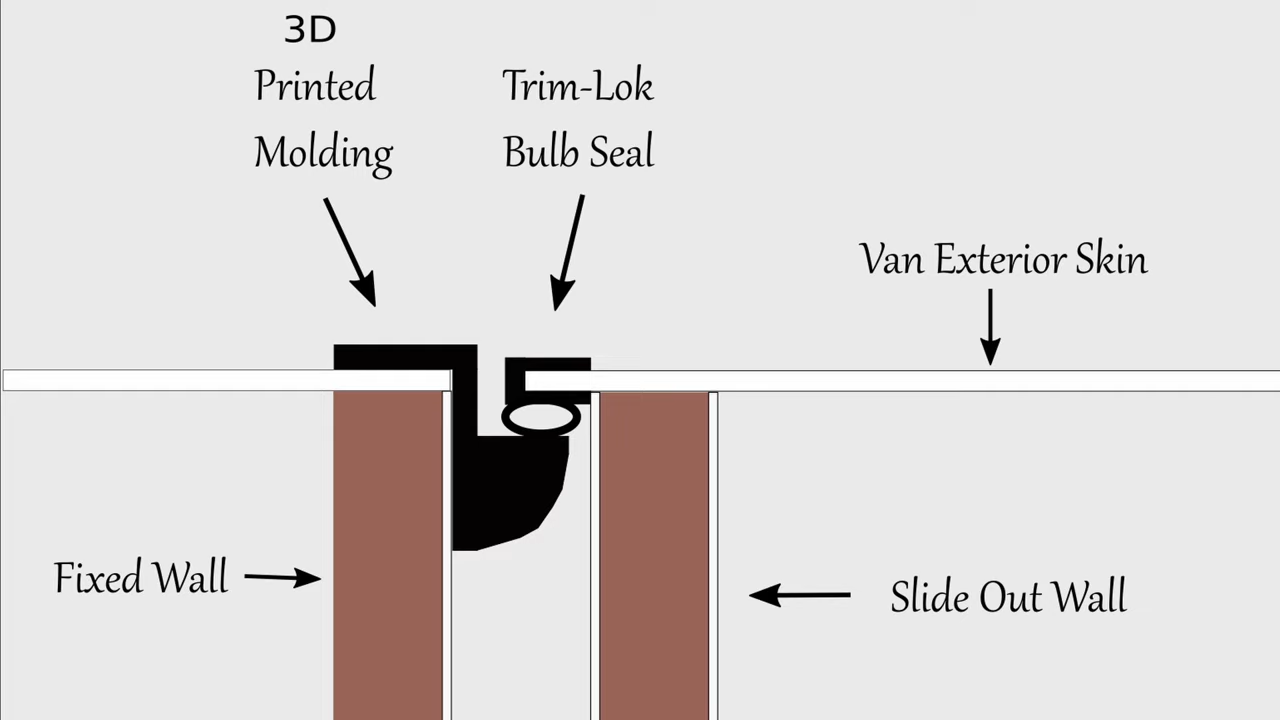 3D
Printed
Molding
Trim-Lok
Bulb Seal
Van Exterior Skin
Fixed Wall
Slide Out Wall